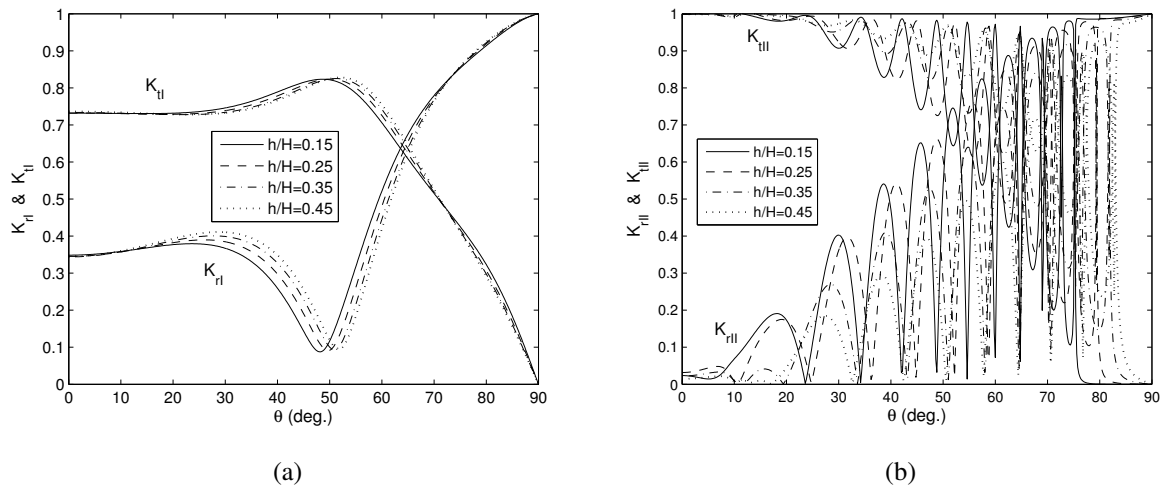 1
0.9
0.8
0.7
0.6
0.5
0.4
0.3
0.2
0.1
0
K_rI & K_tI
K_tI
h/H=0.15
h/H=0.25
h/H=0.35
h/H=0.45
K_rI
0 10 20 30 40 50 60 70 80 90
θ (deg.)
(a)
1
0.9
0.8
0.7
0.6
0.5
0.4
0.3
0.2
0.1
0
K_rII & K_tII
K_tII
h/H=0.15
h/H=0.25
h/H=0.35
h/H=0.45
K_rII
0 10 20 30 40 50 60 70 80 90
θ (deg.)
(b)